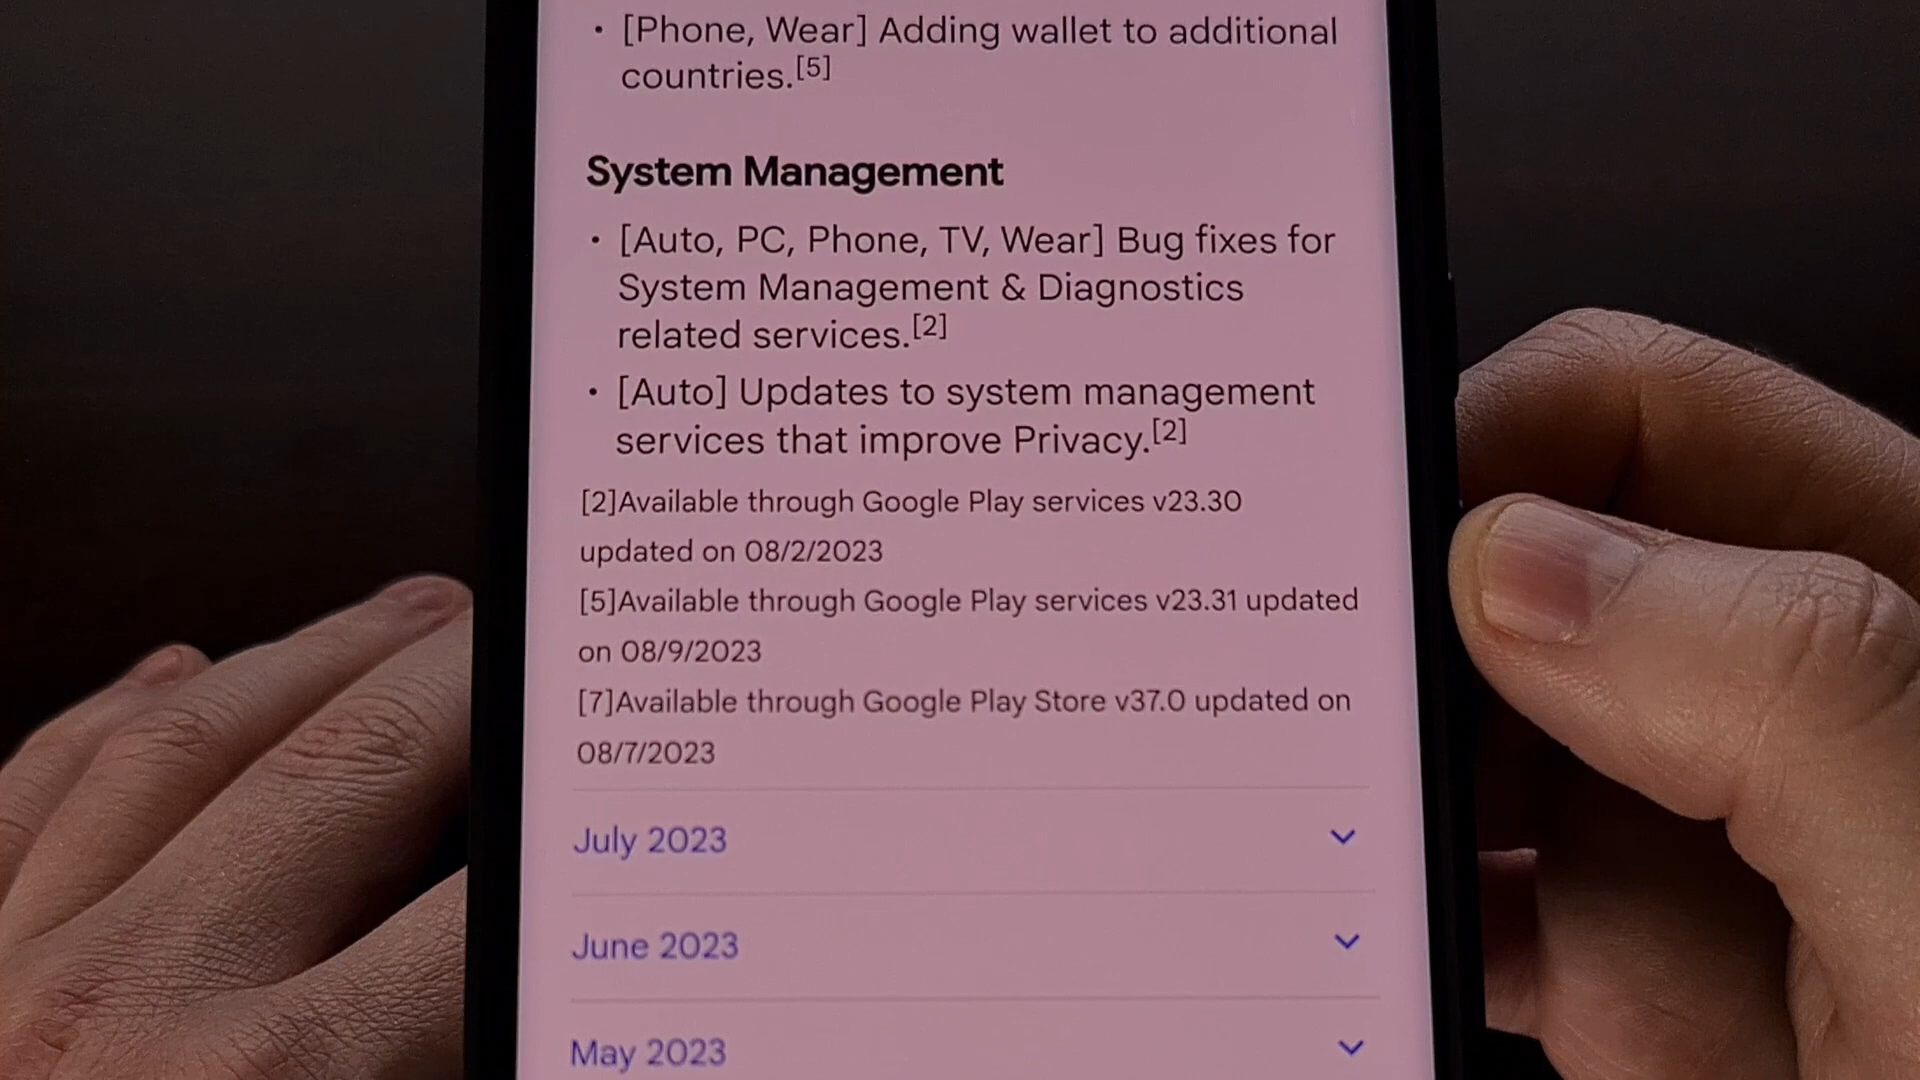 • [Phone, Wear] Adding wallet to additional
countries.[5]
System Management
• [Auto, PC, Phone, TV, Wear] Bug fixes for
System Management & Diagnostics
related services.[2]
• [Auto] Updates to system management
services that improve Privacy.[2]
[2]Available through Google Play services v23.30
updated on 08/2/2023
[5]Available through Google Play services v23.31 updated
on 08/9/2023
[7]Available through Google Play Store v37.0 updated on
08/7/2023
July 2023
June 2023
May 2023